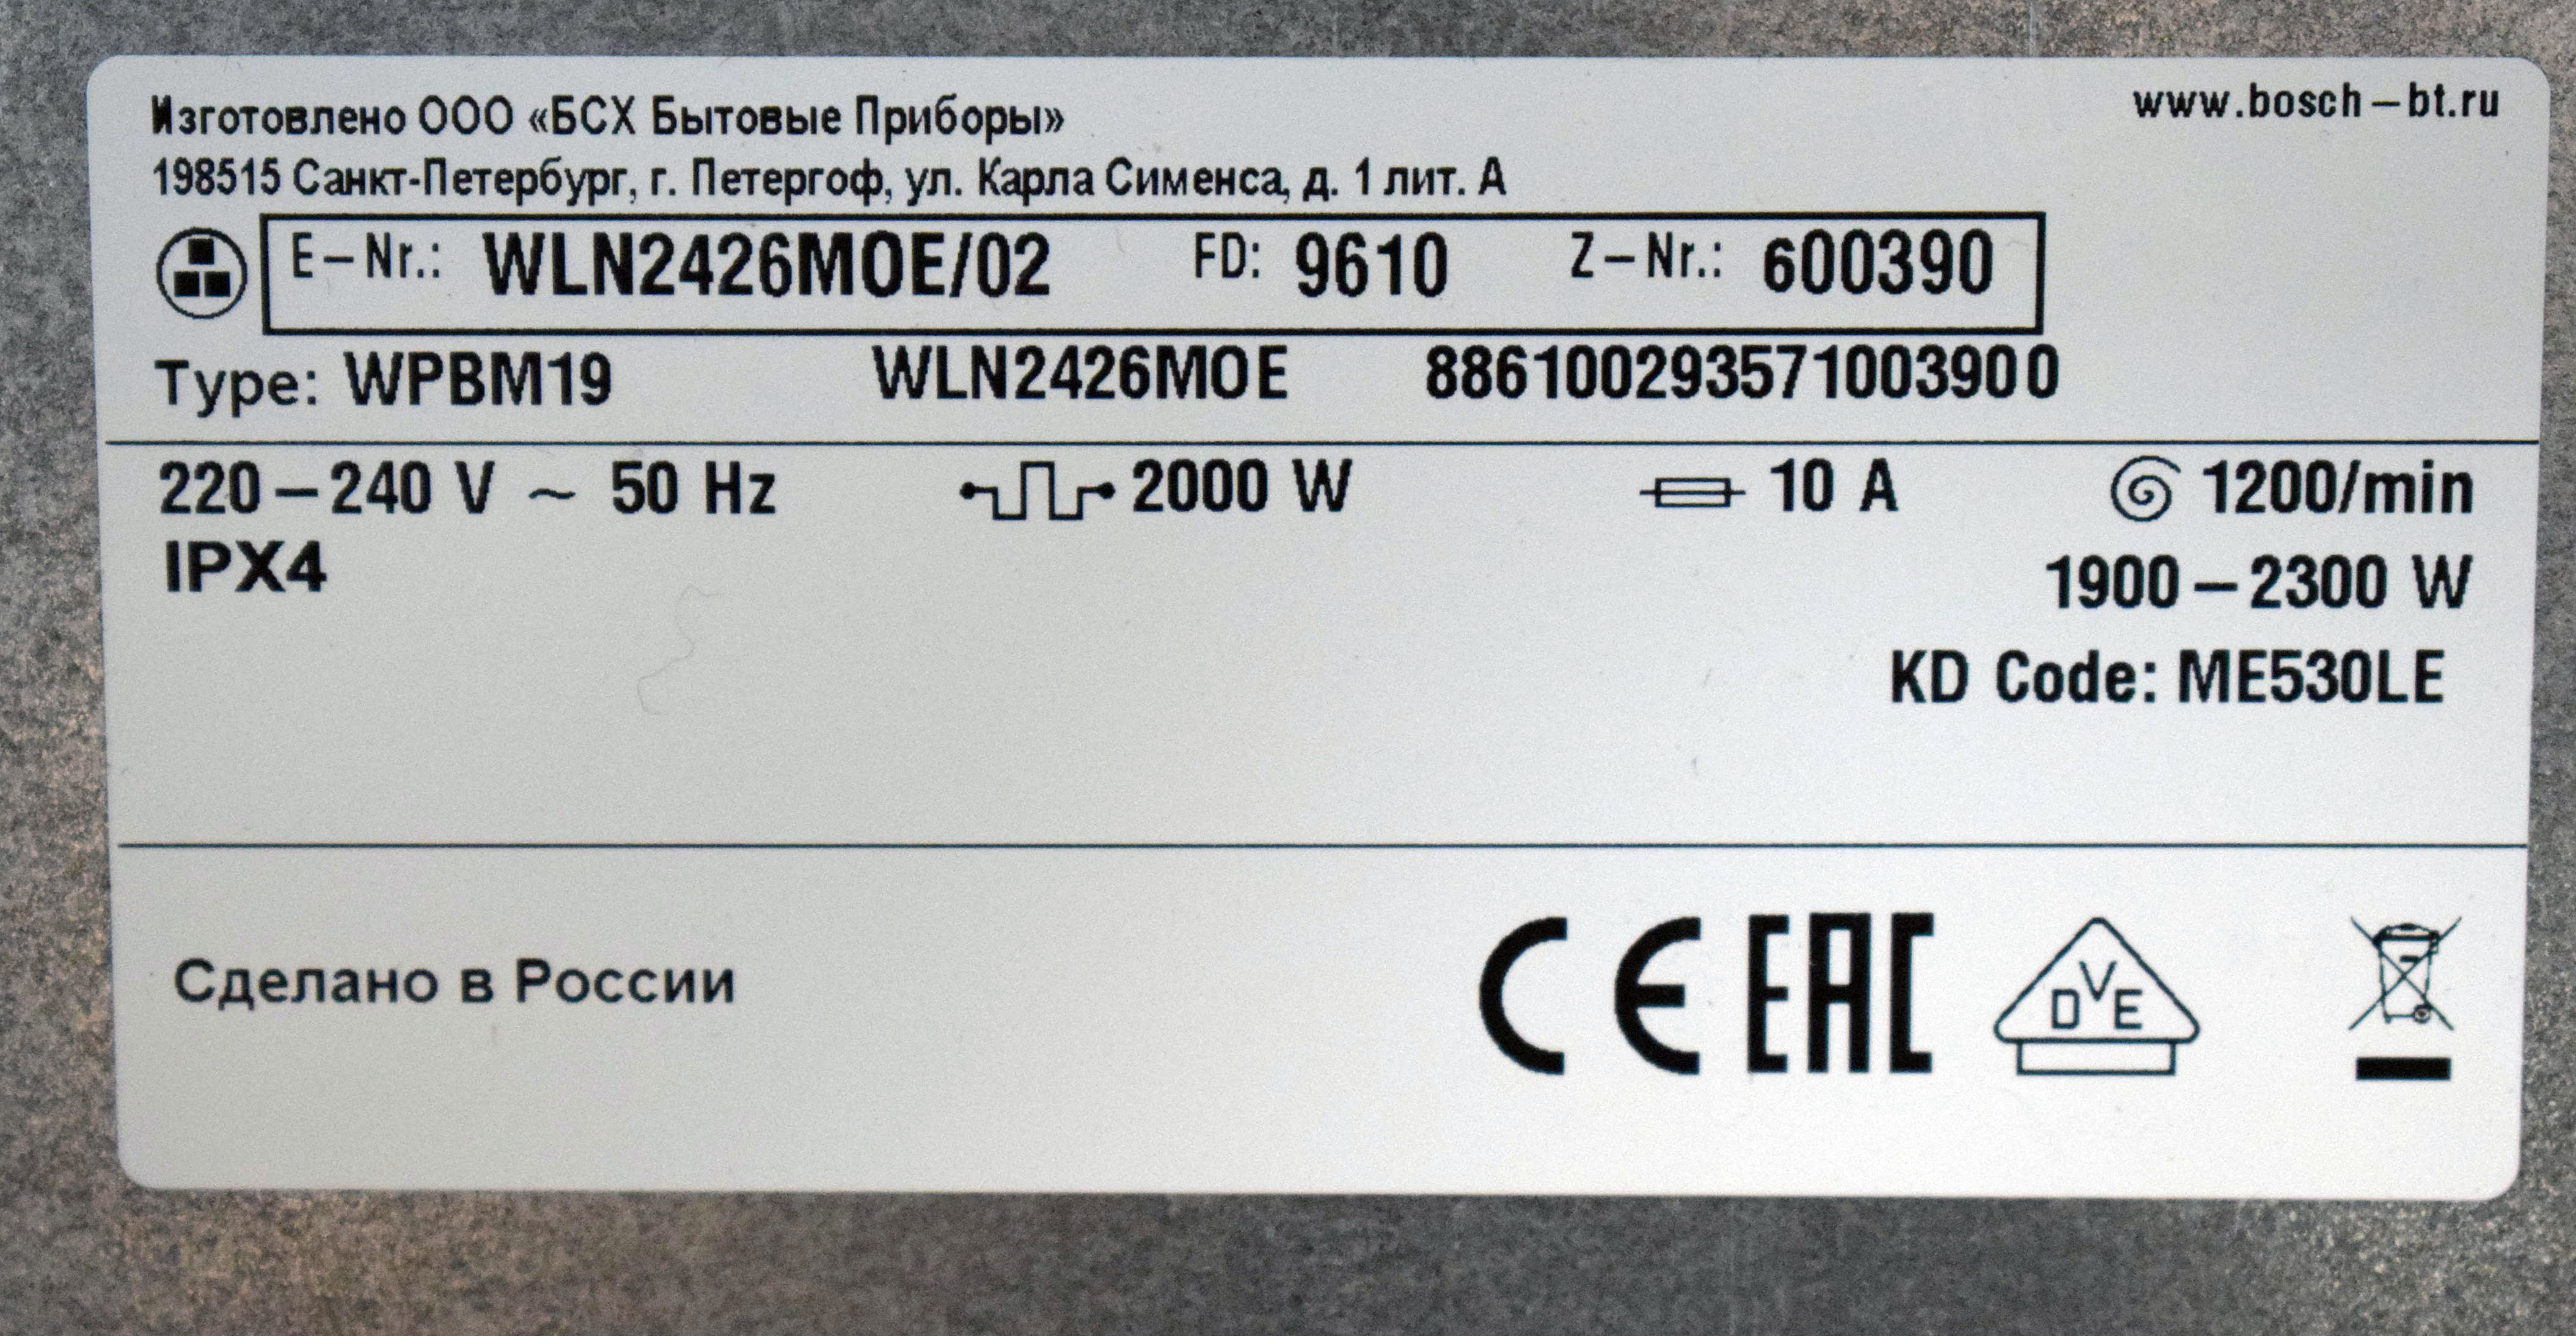 Изготовлено ООО «БСХ Бытовые Приборы»
www.bosch-bt.ru
198515 Санкт-Петербург, г. Петергоф, ул. Карла Сименса, д. 1 лит. А
E-Nr.: WLN2426MOE/02 FD: 9610 Z-Nr.: 600390
Type: WPBM19 WLN2426MOE 886100293571003900
220-240 V ~ 50 Hz 2000 W 10 A 1200/min
IPX4
1900-2300 W
KD Code: ME530LE
Сделано в России
CE EAC DVE